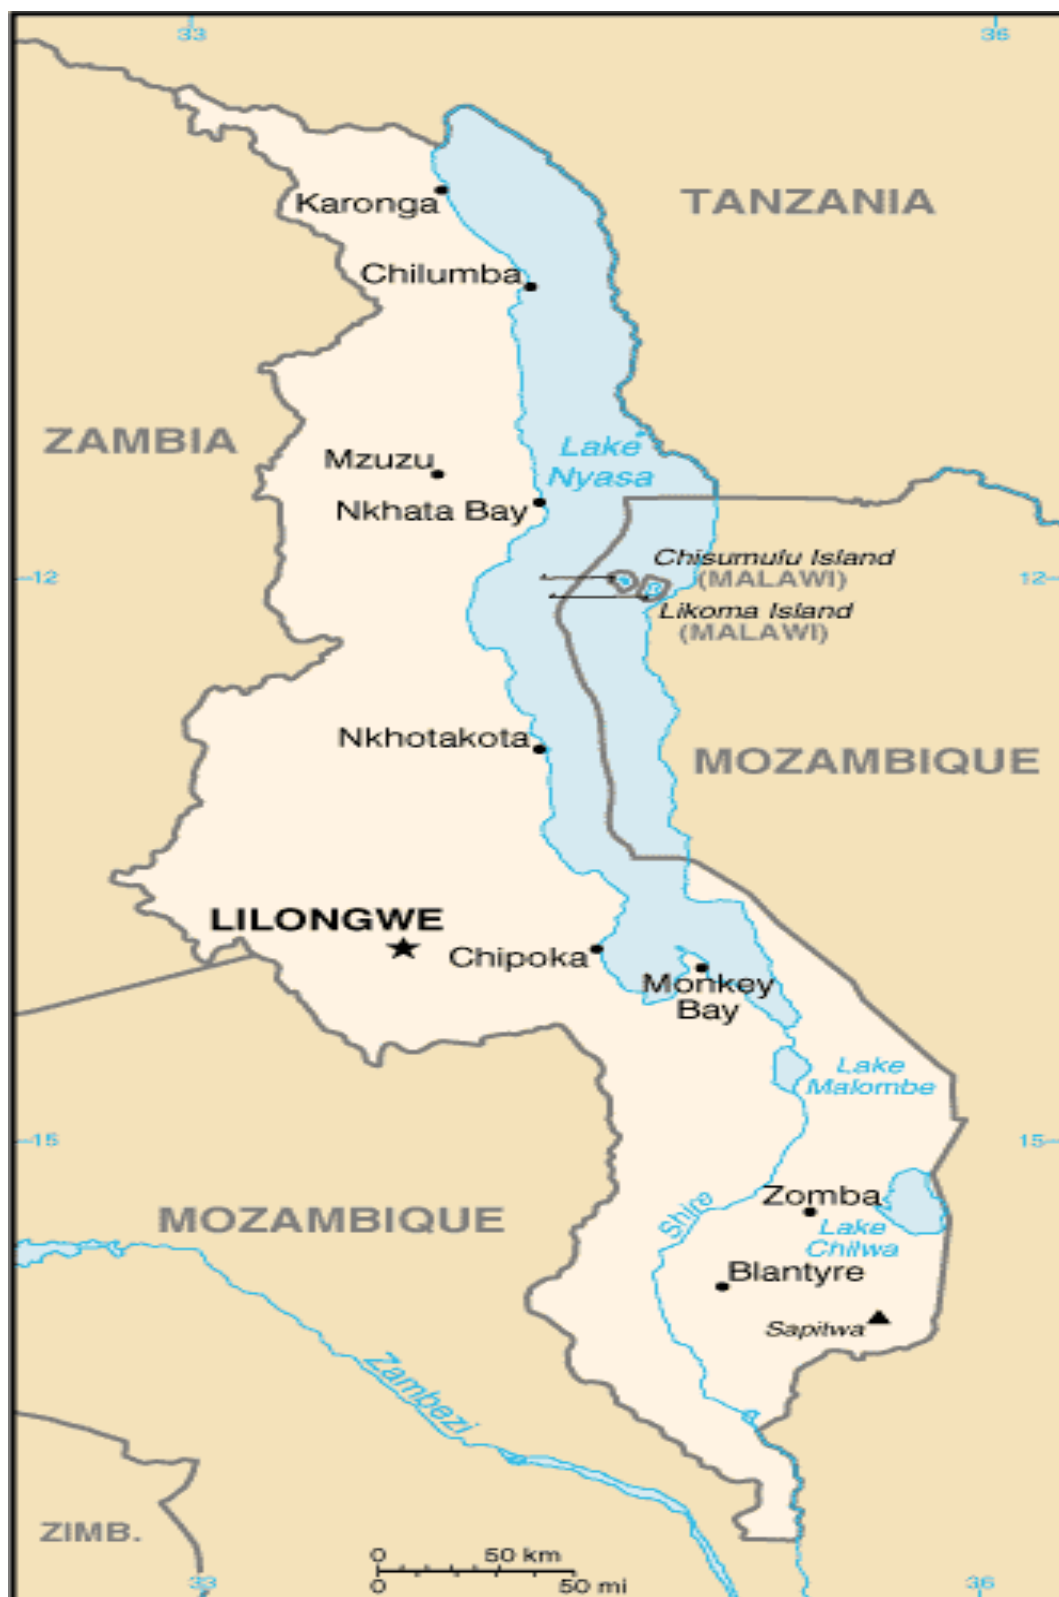 33
36
Karonga
TANZANIA
Chilumba
ZAMBIA
Mzuzu
Lake
Nyasa
Nkhata Bay
12
Chisumulu Island
(MALAWI)
12
Likoma Island
(MALAWI)
Nkhotakota
MOZAMBIQUE
LILONGWE
Chipoka
Monkey
Bay
Lake
Malombe
15
15
Zomba
Shire
MOZAMBIQUE
Lake
Chilwa
Blantyre
Sapitwa
Zambezi
ZIMB.
0
50 km
0
50 mi
33
36